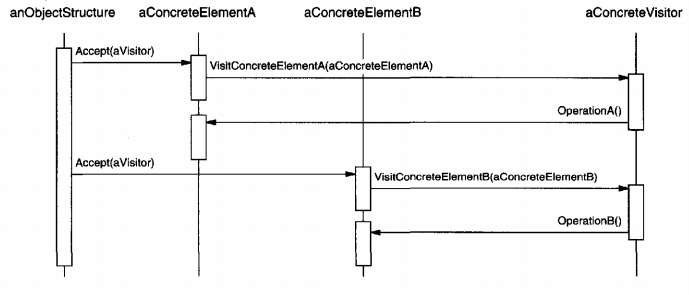 anObjectStructure
aConcreteElementA
aConcreteElementB
aConcreteVisitor
Accept(aVisitor)
VisitConcreteElementA(aConcreteElementA)
OperationA()
Accept(aVisitor)
VisitConcreteElementB(aConcreteElementB)
OperationB()